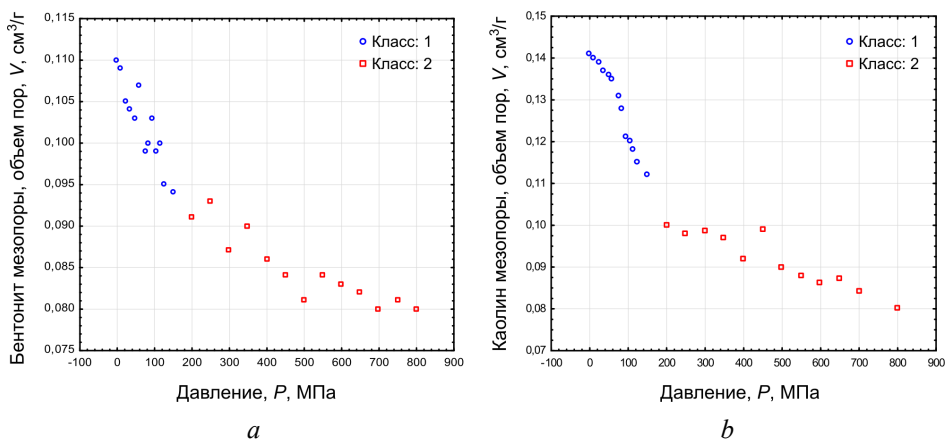 Бентонит мезопоры, объем пор, V, см³/г
0,115
0,110
0,105
0,100
0,095
0,090
0,085
0,080
0,075
-100 0 100 200 300 400 500 600 700 800 900
Давление, P, МПа
Класс: 1
Класс: 2
a
Каолин мезопоры, объем пор, V, см³/г
0,15
0,14
0,13
0,12
0,11
0,10
0,09
0,08
0,07
-100 0 100 200 300 400 500 600 700 800 900
Давление, P, МПа
Класс: 1
Класс: 2
b